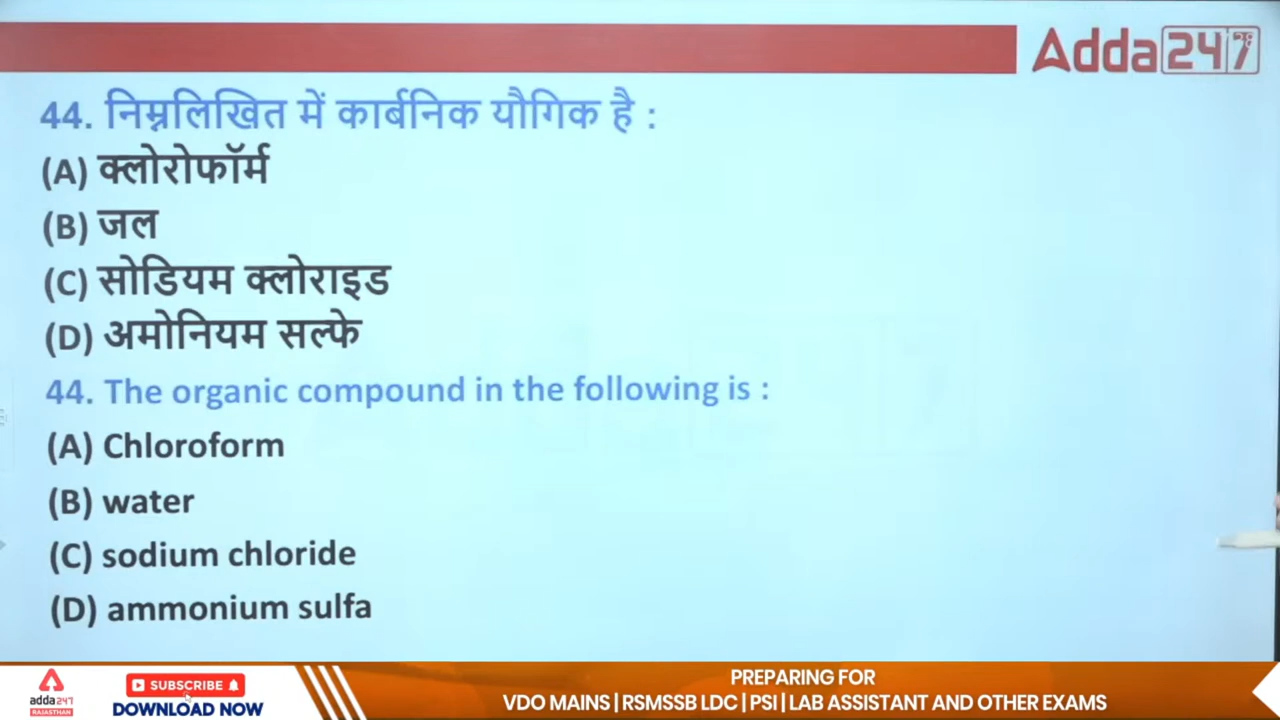 Adda247
44. निम्नलिखित में कार्बनिक यौगिक है :
(A) क्लोरोफॉर्म
(B) जल
(C) सोडियम क्लोराइड
(D) अमोनियम सल्फे
44. The organic compound in the following is :
(A) Chloroform
(B) water
(C) sodium chloride
(D) ammonium sulfa
adda247
RAJASTHAN
SUBSCRIBE
DOWNLOAD NOW
PREPARING FOR
VDO MAINS | RSMSSB LDC | PSI | LAB ASSISTANT AND OTHER EXAMS